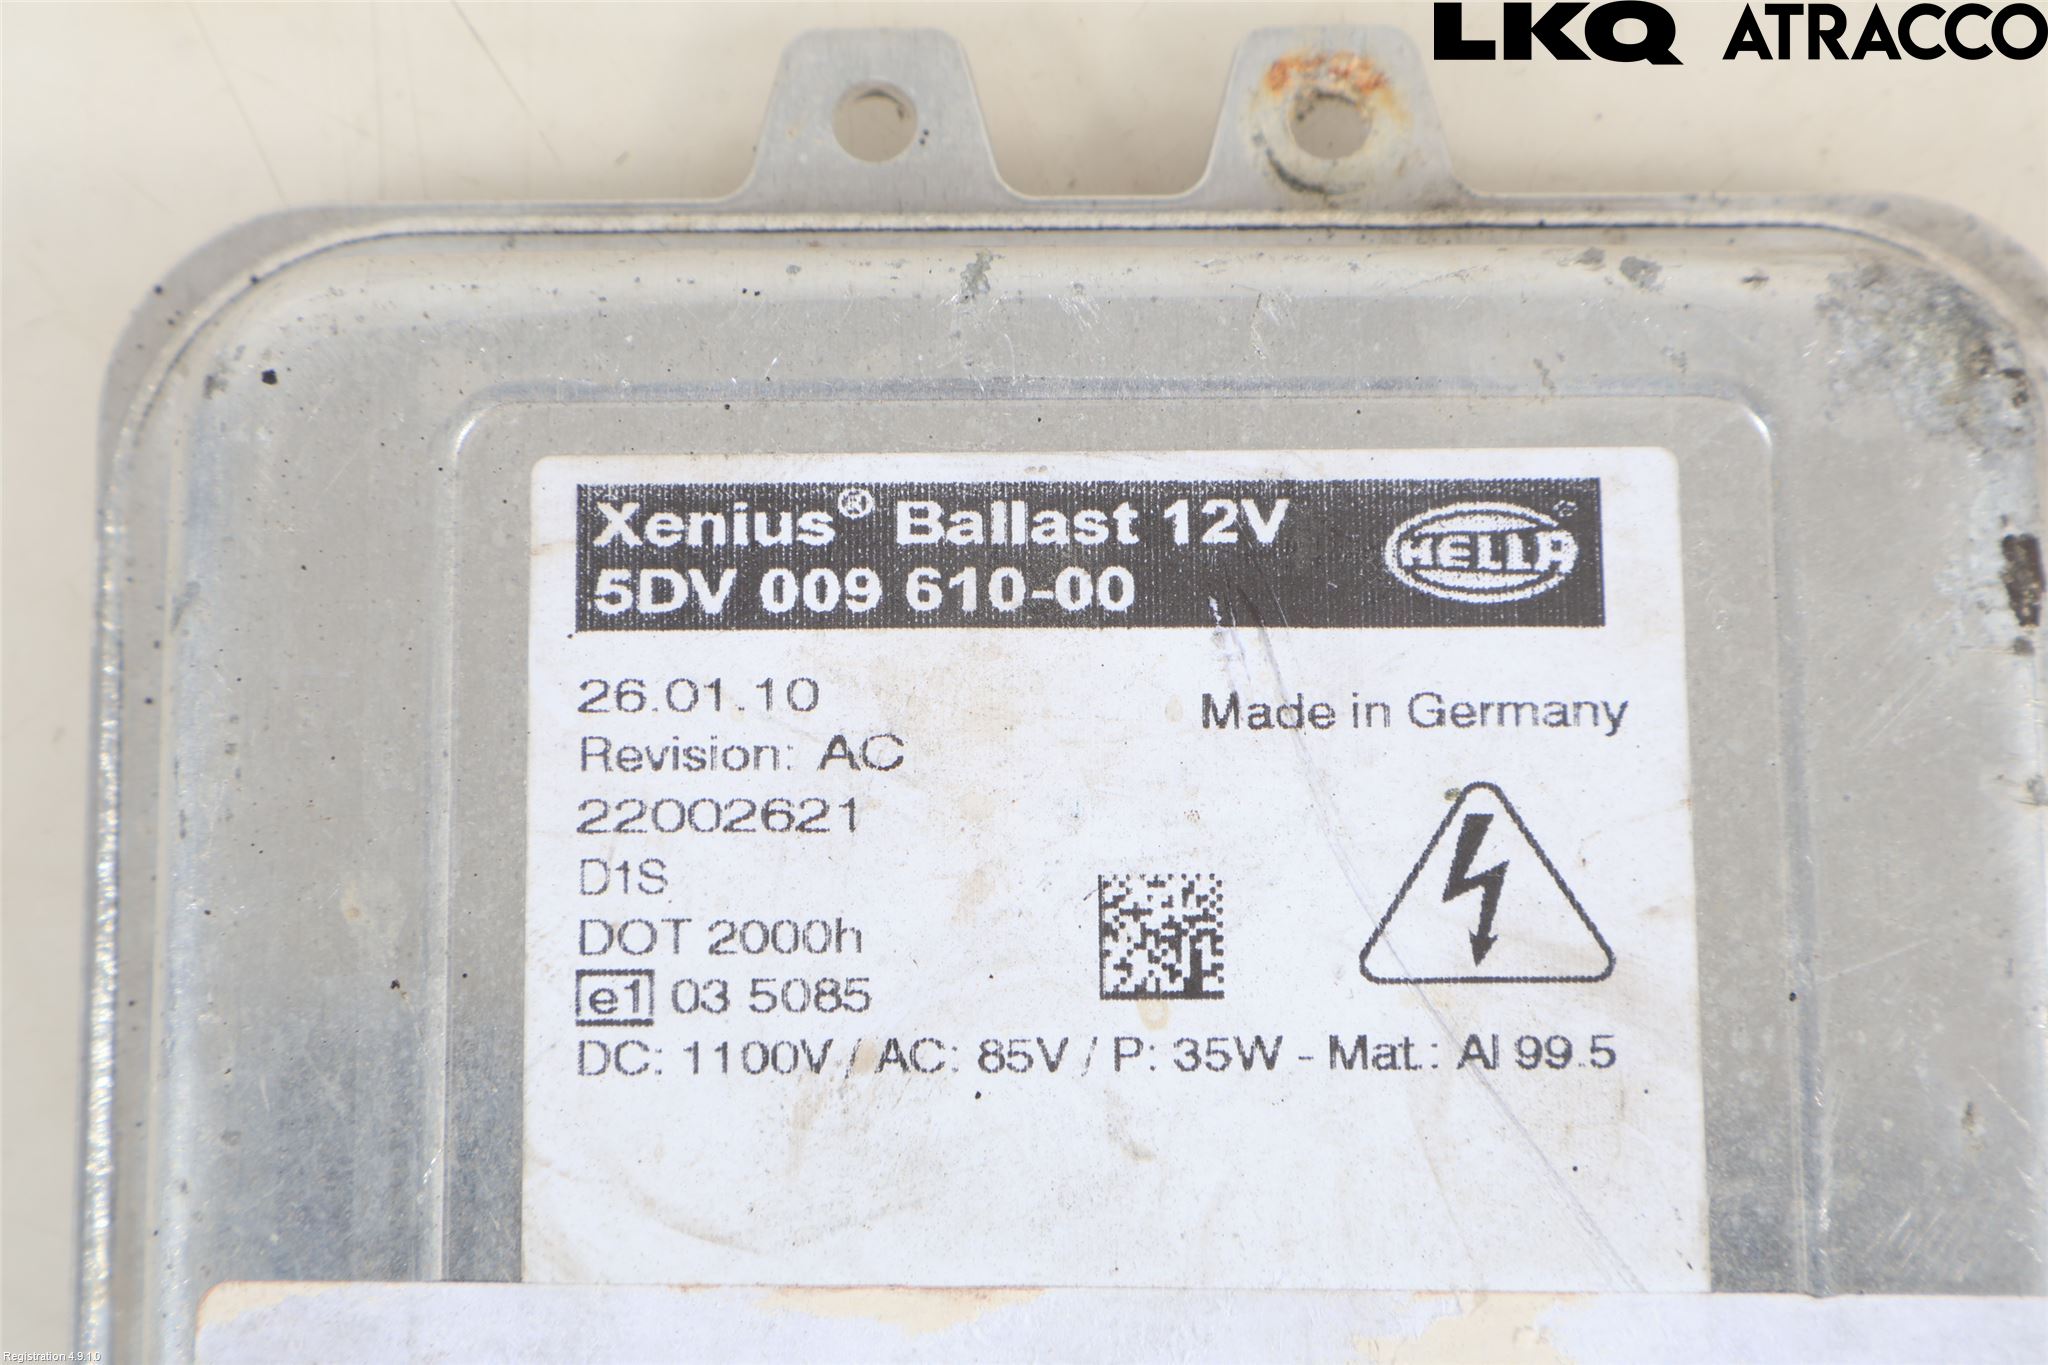 LKQ ATRACCO
Xenius® Ballast 12V
5DV 009 610-00
HELLA
26.01.10
Made in Germany
Revision: AC
22002621
D1S
DOT 2000h
e1 03 5085
DC: 1100V / AC: 85V / P: 35W - Mat.: Al 99.5
Registration 4.9.1.0